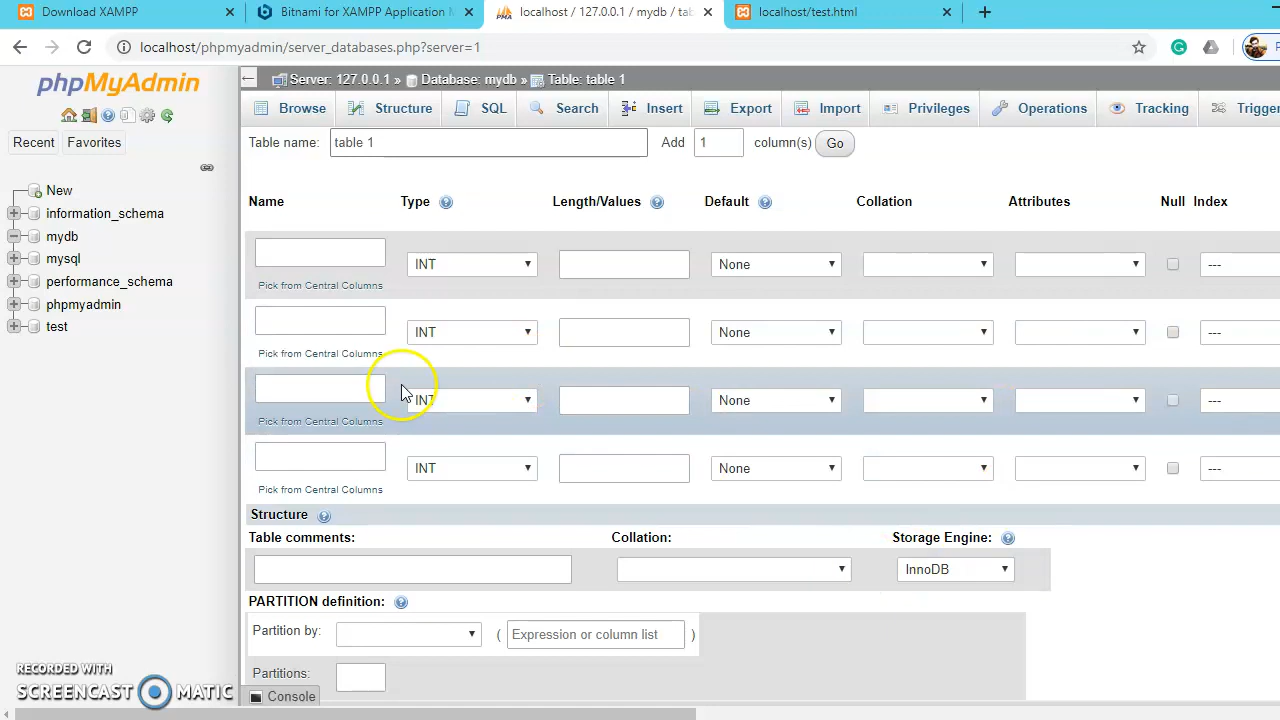 Download XAMPP
Bitnami for XAMPP Application M
localhost / 127.0.0.1 / mydb / tab
localhost/test.html
localhost/phpmyadmin/server_databases.php?server=1
phpMyAdmin
Recent
Favorites
New
information_schema
mydb
mysql
performance_schema
phpmyadmin
test
Server: 127.0.0.1 » Database: mydb » Table: table 1
Browse Structure SQL Search Insert Export Import Privileges Operations Tracking Trigge
Table name: table 1 Add 1 column(s) Go
Name Type Length/Values Default Collation Attributes Null Index
INT None ---
Pick from Central Columns
INT None ---
Pick from Central Columns
INT None ---
Pick from Central Columns
INT None ---
Pick from Central Columns
Structure
Table comments: Collation: Storage Engine:
InnoDB
PARTITION definition:
Partition by: ( Expression or column list )
Partitions:
Console
RECORDED WITH
SCREENCAST MATIC